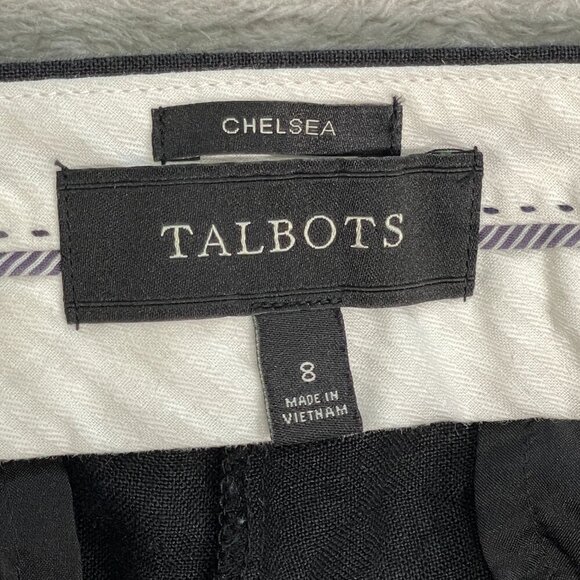 CHELSEA
TALBOTS
8
MADE IN
VIETNAM